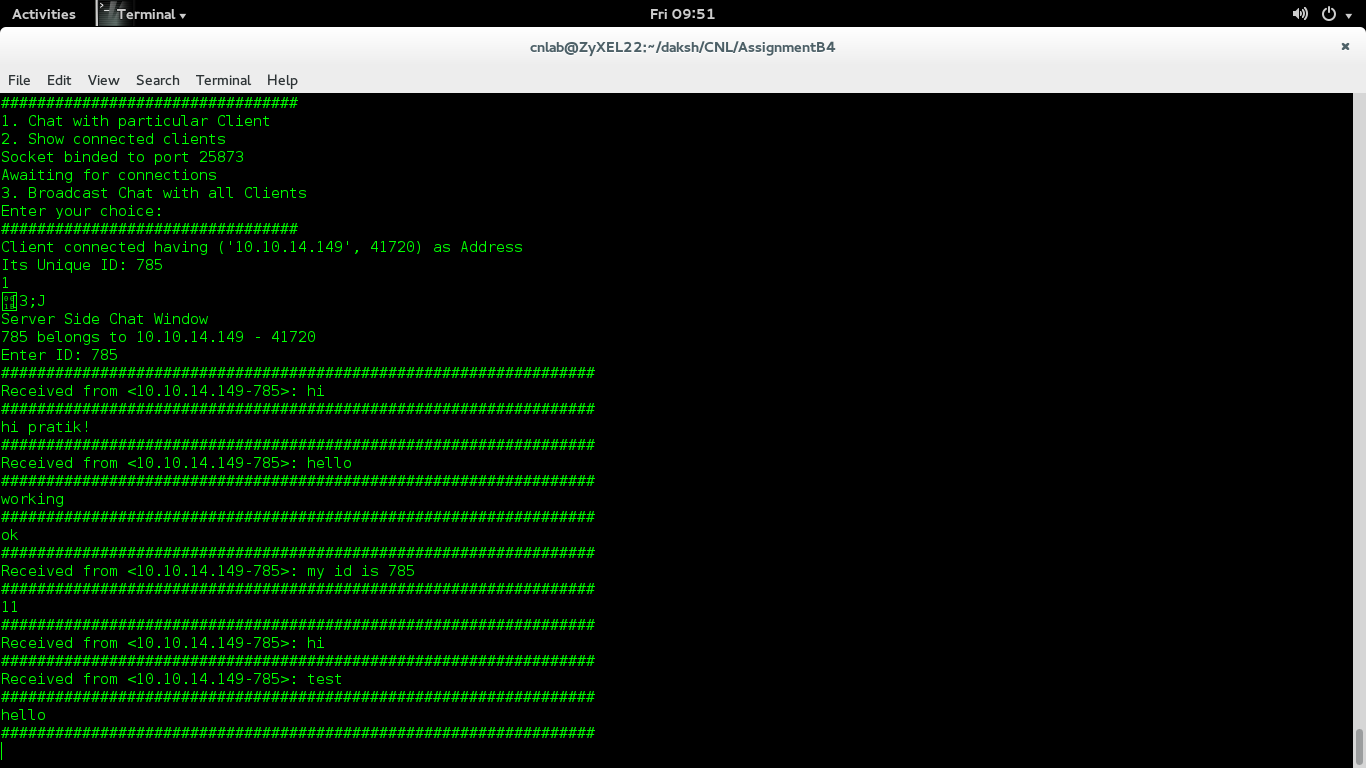 Activities Terminal Fri 09:51
cnlab@ZyXEL22:~/daksh/CNL/AssignmentB4
File Edit View Search Terminal Help
#################################
1. Chat with particular Client
2. Show connected clients
Socket binded to port 25873
Awaiting for connections
3. Broadcast Chat with all Clients
Enter your choice:
#################################
Client connected having ('10.10.14.149', 41720) as Address
Its Unique ID: 785
1
3;J
Server Side Chat Window
785 belongs to 10.10.14.149 - 41720
Enter ID: 785
##################################################################
Received from <10.10.14.149-785>: hi
##################################################################
hi pratik!
##################################################################
Received from <10.10.14.149-785>: hello
##################################################################
working
##################################################################
ok
##################################################################
Received from <10.10.14.149-785>: my id is 785
##################################################################
11
##################################################################
Received from <10.10.14.149-785>: hi
##################################################################
Received from <10.10.14.149-785>: test
##################################################################
hello
##################################################################